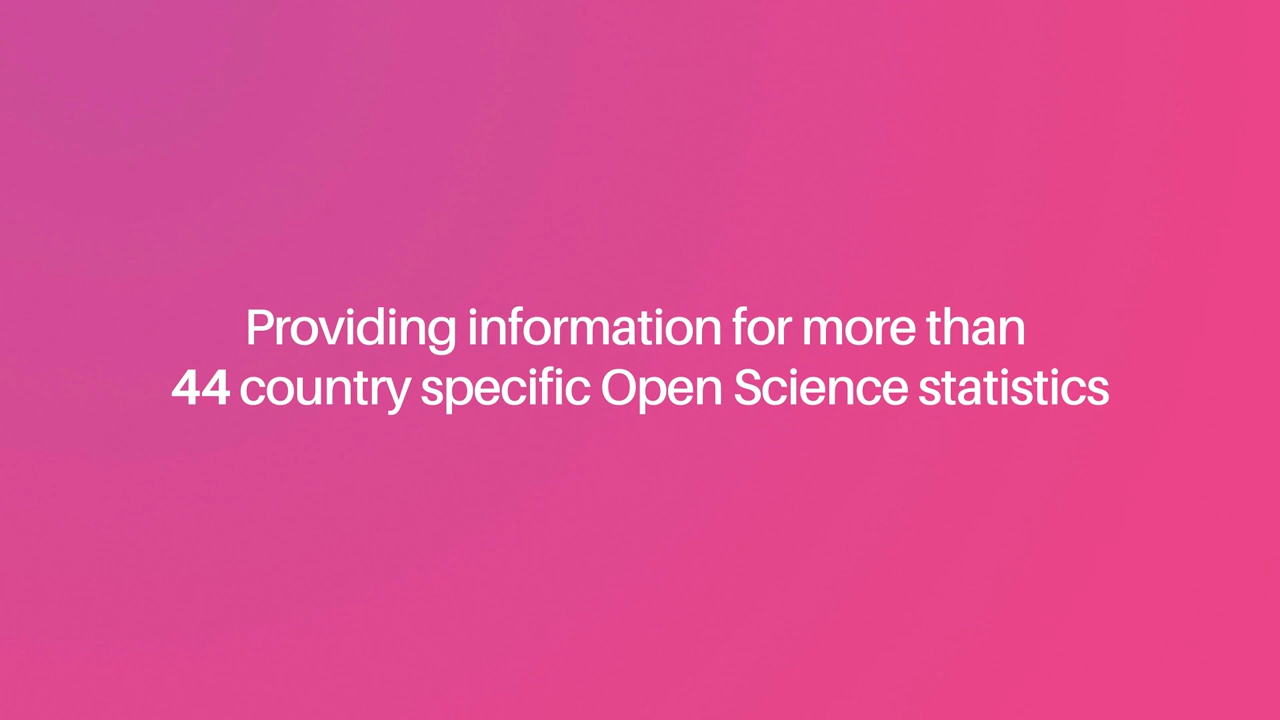 Providing information for more than
44 country specific Open Science statistics